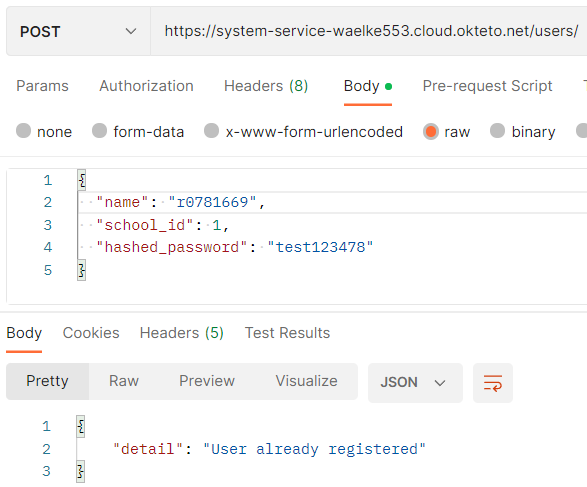 POST https://system-service-waelke553.cloud.okteto.net/users/
Params Authorization Headers (8) Body Pre-request Script
none form-data x-www-form-urlencoded raw binary
1 {
2 "name": "r0781669",
3 "school_id": 1,
4 "hashed_password": "test123478"
5 }
Body Cookies Headers (5) Test Results
Pretty Raw Preview Visualize JSON
1 {
2 "detail": "User already registered"
3 }